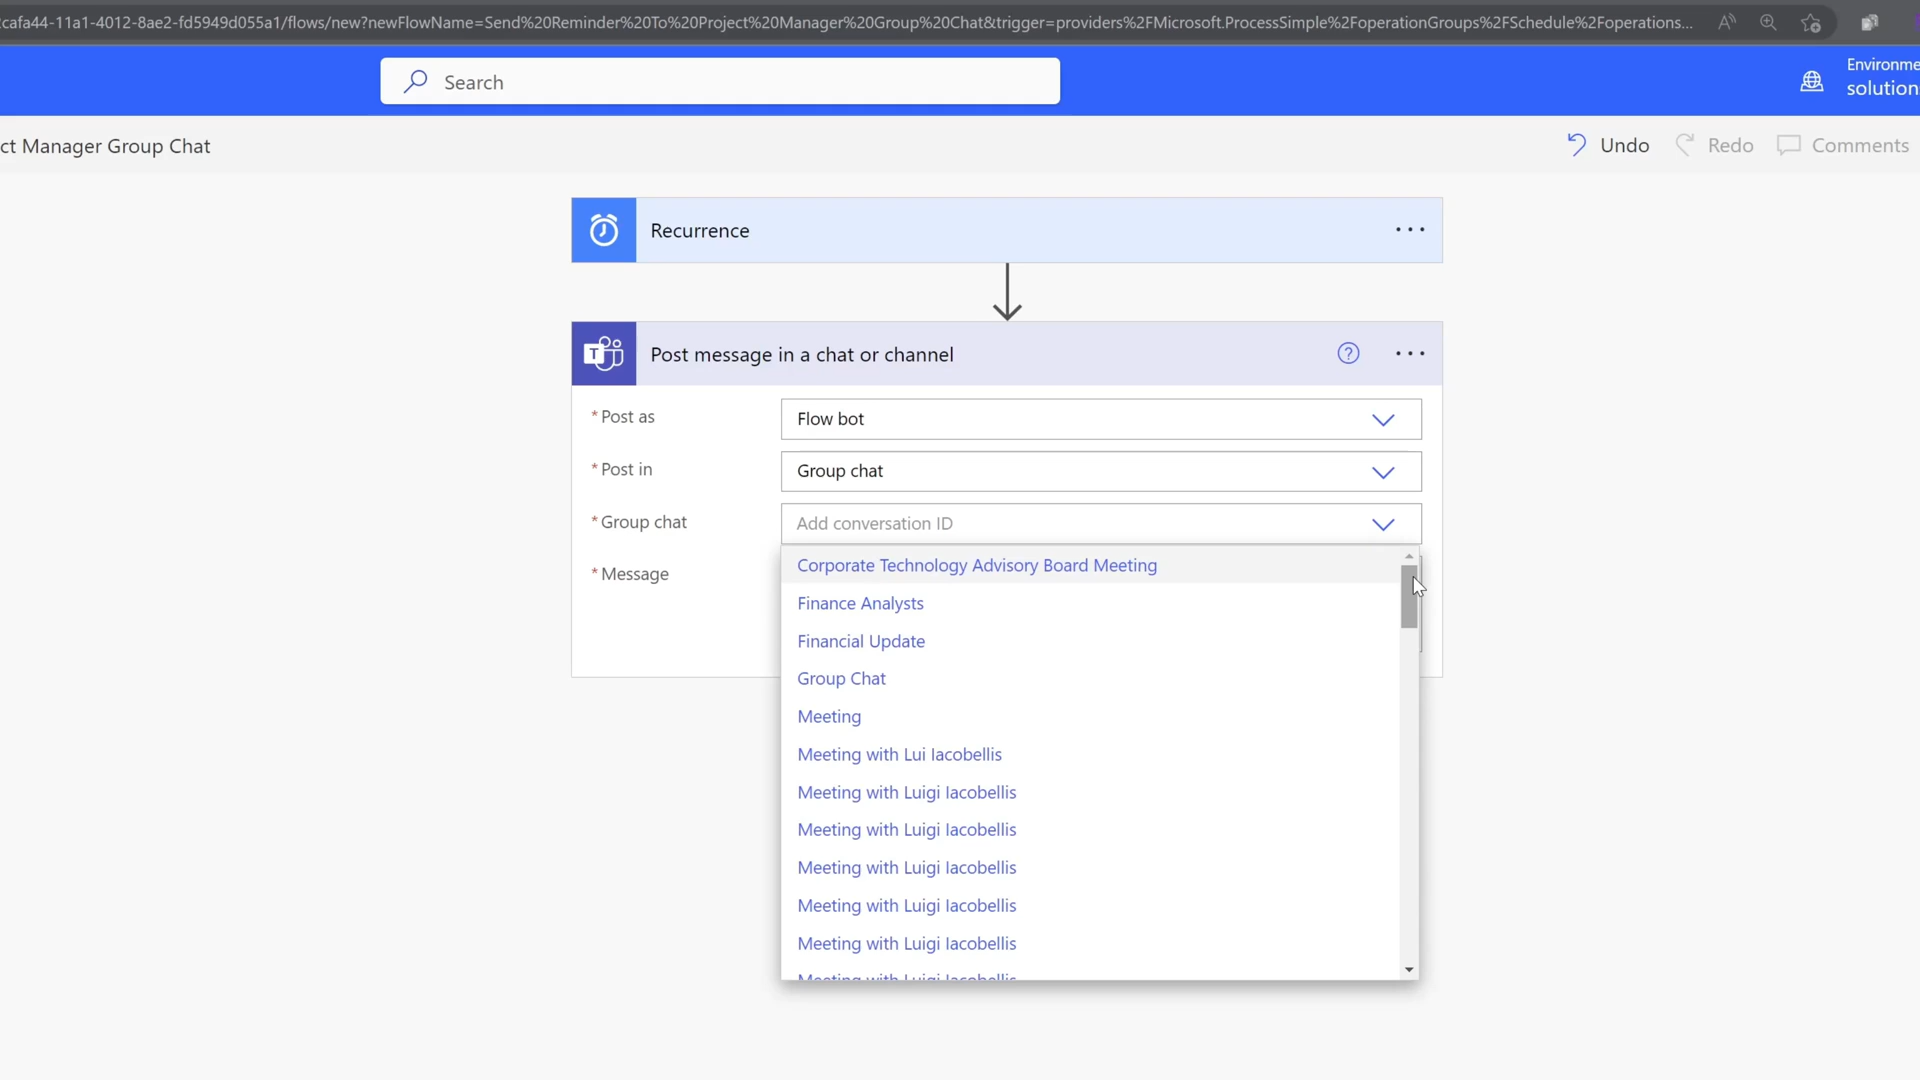 cafa44-11a1-4012-8ae2-fd5949d055a1/flows/new?newFlowName=Send%20Reminder%20To%20Project%20Manager%20Group%20Chat&trigger=providers%2FMicrosoft.ProcessSimple%2FoperationGroups%2FSchedule%2Foperations...
Search
Environme
solution
ct Manager Group Chat
Undo
Redo
Comments
Recurrence
Post message in a chat or channel
* Post as
Flow bot
* Post in
Group chat
* Group chat
Add conversation ID
* Message
Corporate Technology Advisory Board Meeting
Finance Analysts
Financial Update
Group Chat
Meeting
Meeting with Lui Iacobellis
Meeting with Luigi Iacobellis
Meeting with Luigi Iacobellis
Meeting with Luigi Iacobellis
Meeting with Luigi Iacobellis
Meeting with Luigi Iacobellis
Meeting with Luigi Iacobellis